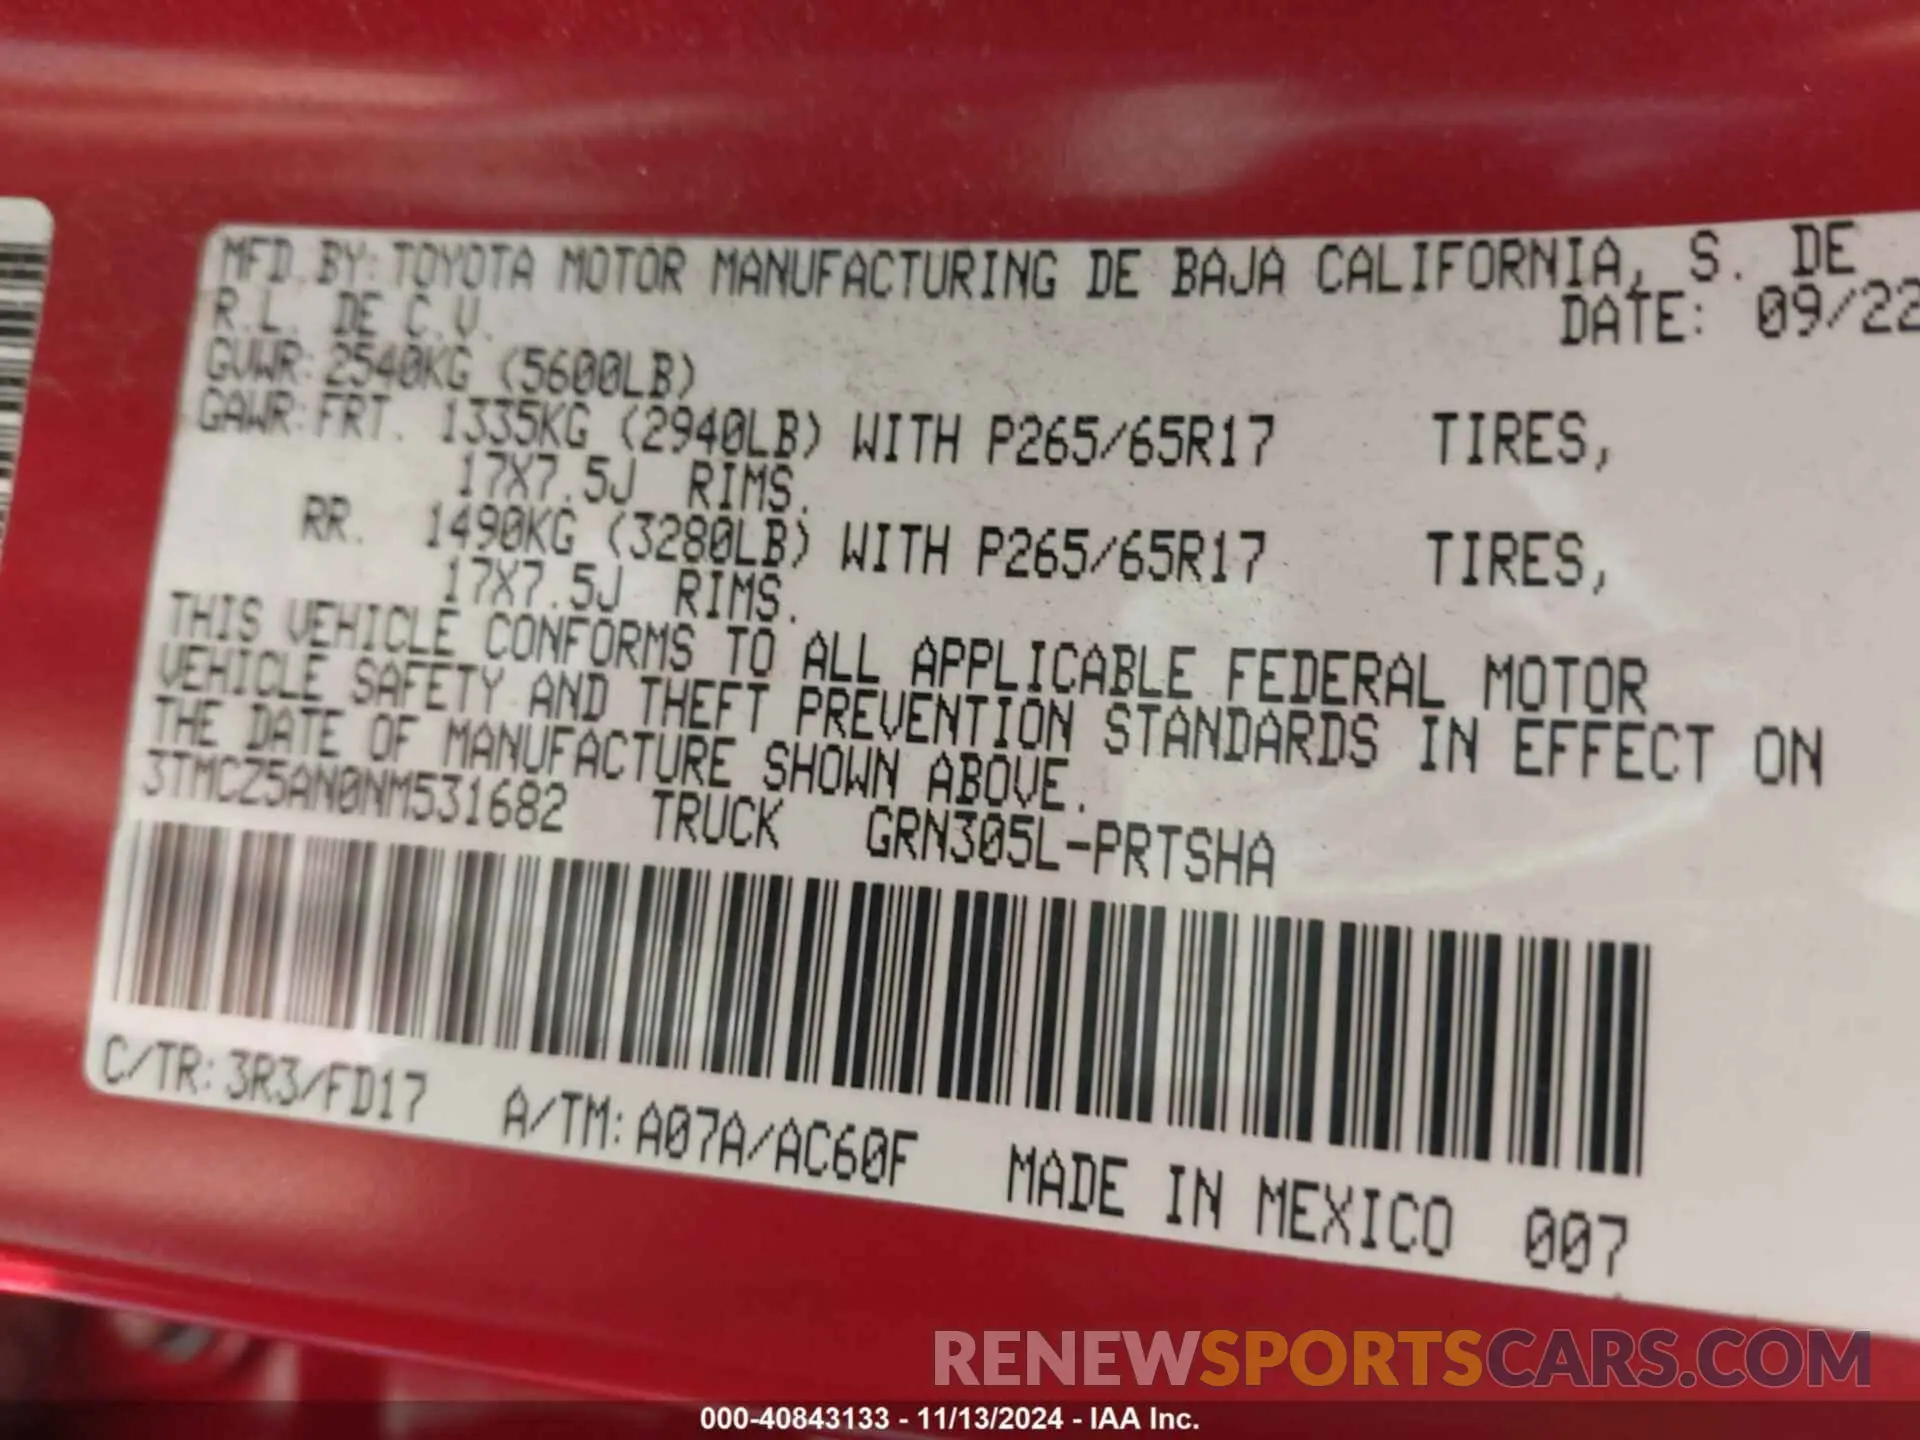 MFD. BY: TOYOTA MOTOR MANUFACTURING DE BAJA CALIFORNIA, S. DE
R.L. DE C.V. DATE: 09/22
GVWR: 2540KG (5600LB)
GAWR: FRT. 1335KG (2940LB) WITH P265/65R17 TIRES,
17X7.5J RIMS.
RR. 1490KG (3280LB) WITH P265/65R17 TIRES,
17X7.5J RIMS.
THIS VEHICLE CONFORMS TO ALL APPLICABLE FEDERAL MOTOR
VEHICLE SAFETY AND THEFT PREVENTION STANDARDS IN EFFECT ON
THE DATE OF MANUFACTURE SHOWN ABOVE.
3TMCZ5AN0NM531682 TRUCK GRN305L-PRTSHA
C/TR: 3R3/FD17 A/TM: A07A/AC60F MADE IN MEXICO 007
RENEWSPORTSCARS.COM
000-40843133 - 11/13/2024 - IAA Inc.